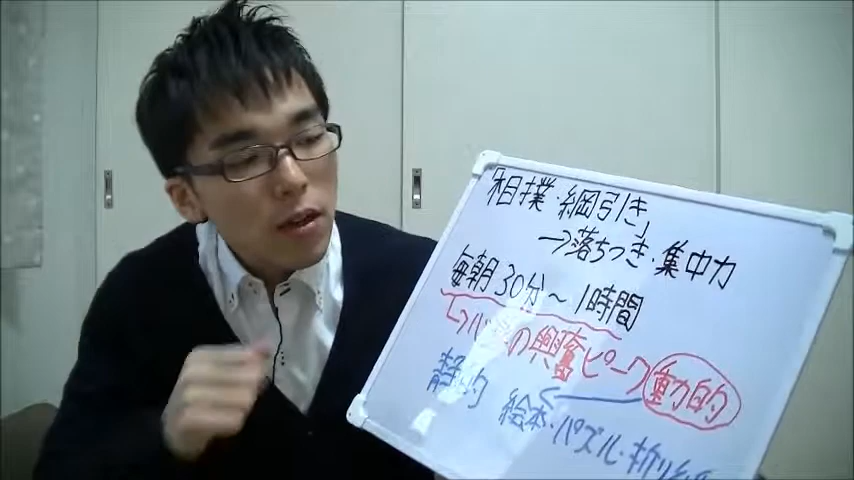 相撲・綱引き
→落ちつき・集中力
毎朝30分～1時間
の興奮ピーク 動的
静的 ← 絵本・パズル・折り紙